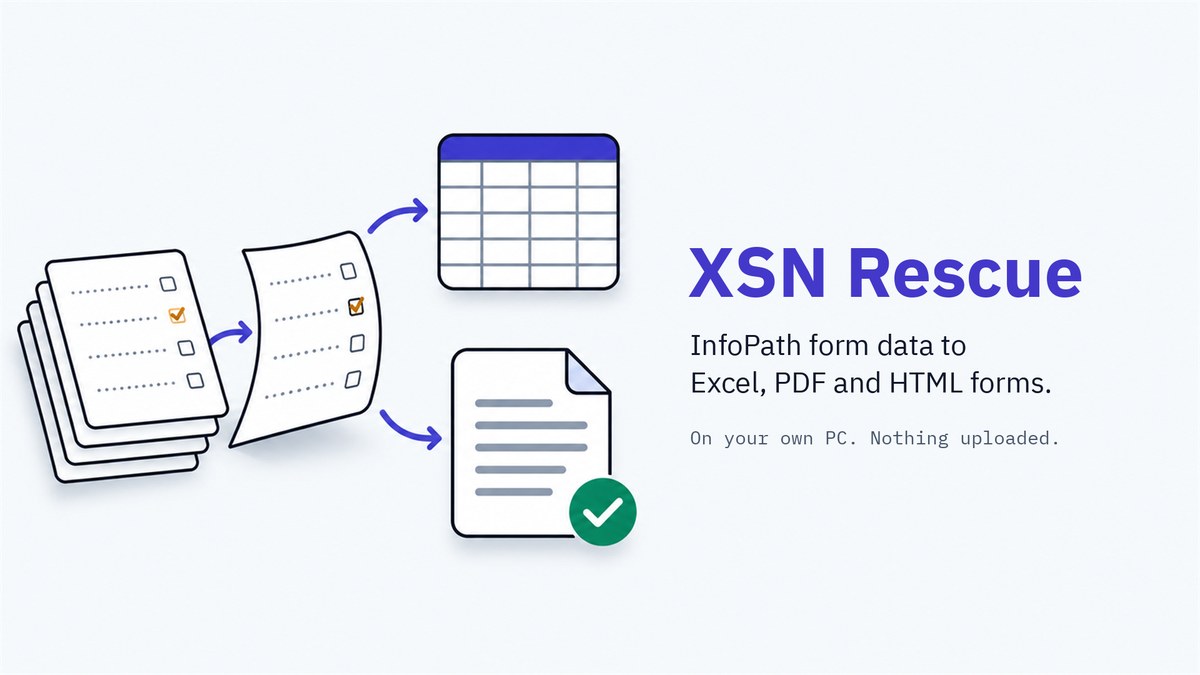 XSN Rescue
InfoPath form data to
Excel, PDF and HTML forms.
On your own PC. Nothing uploaded.